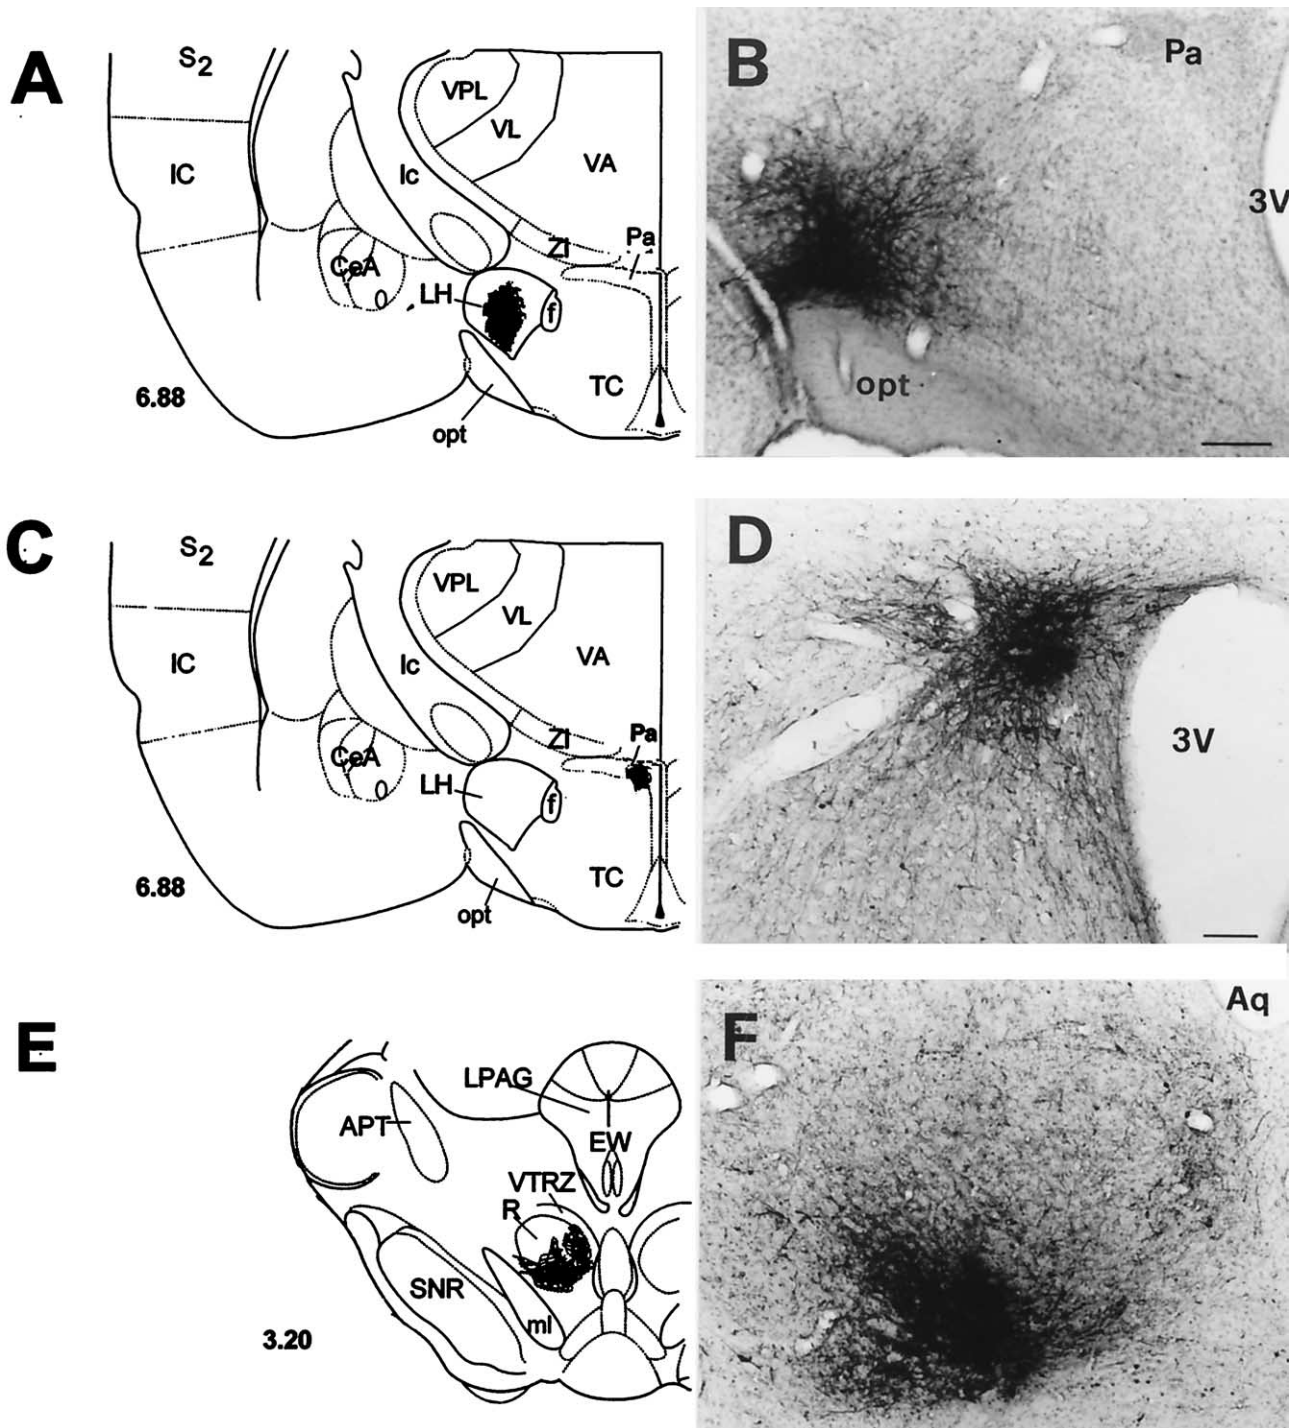 A
S2
VPL
VL
IC
Ic
VA
ZI
Pa
CeA
LH
f
TC
6.88
opt
B
Pa
3V
opt
C
S2
VPL
VL
IC
Ic
VA
Pa
ZI
CeA
LH
f
TC
6.88
opt
D
3V
E
LPAG
APT
EW
VTRZ
R
SNR
ml
3.20
F
Aq